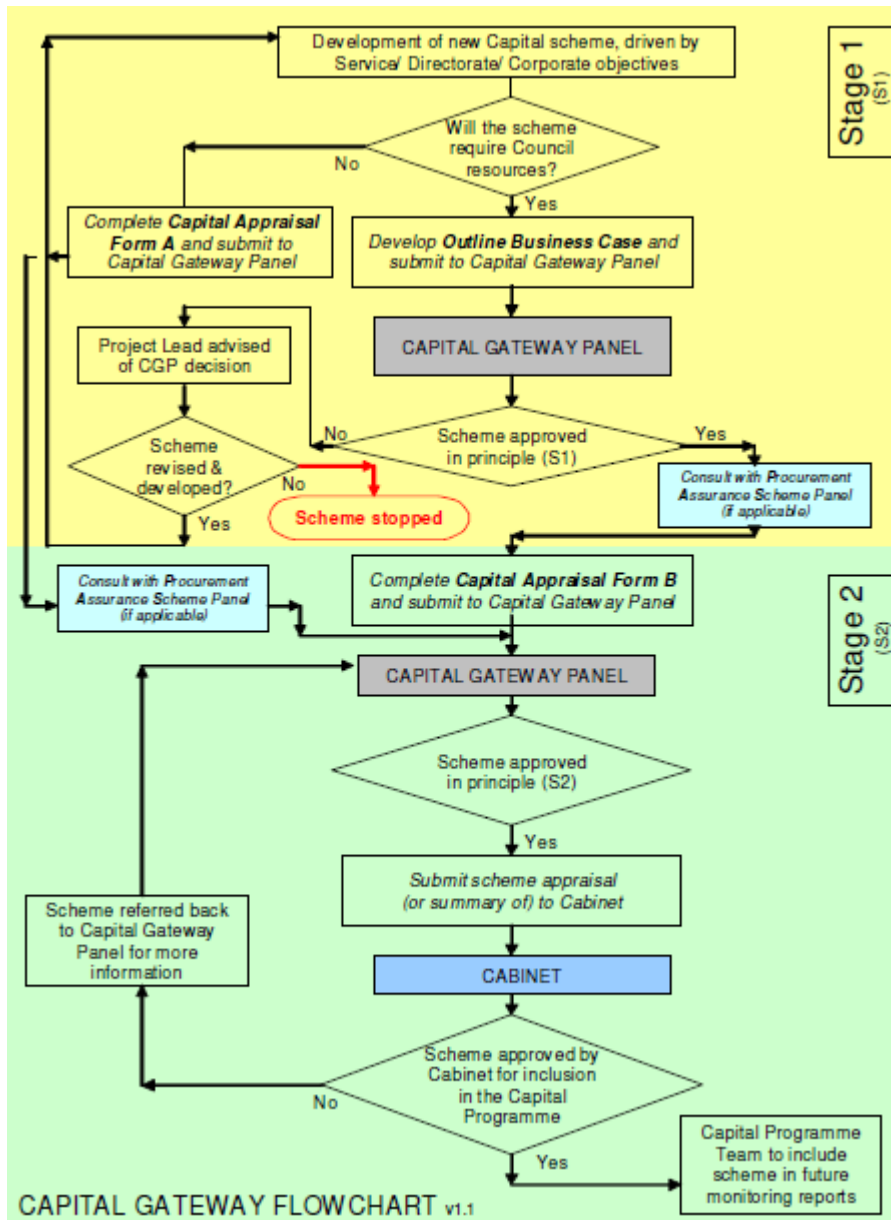 Development of new Capital scheme, driven by
Service/ Directorate/ Corporate objectives
Stage 1
(S1)
Will the scheme
require Council
resources?
No
Yes
Complete Capital Appraisal
Form A and submit to
Capital Gateway Panel
Develop Outline Business Case and
submit to Capital Gateway Panel
Project Lead advised
of CGP decision
CAPITAL GATEWAY PANEL
Scheme approved
in principle (S1)
No
Yes
Scheme
revised &
developed?
No
Yes
Scheme stopped
Consult with Procurement
Assurance Scheme Panel
(if applicable)
Consult with Procurement
Assurance Scheme Panel
(if applicable)
Complete Capital Appraisal Form B
and submit to Capital Gateway Panel
Stage 2
(S2)
CAPITAL GATEWAY PANEL
Scheme approved
in principle (S2)
Yes
Submit scheme appraisal
(or summary of) to Cabinet
Scheme referred back
to Capital Gateway
Panel for more
information
CABINET
Scheme approved by
Cabinet for inclusion
in the Capital
Programme
No
Yes
Capital Programme
Team to include
scheme in future
monitoring reports
CAPITAL GATEWAY FLOWCHART v1.1